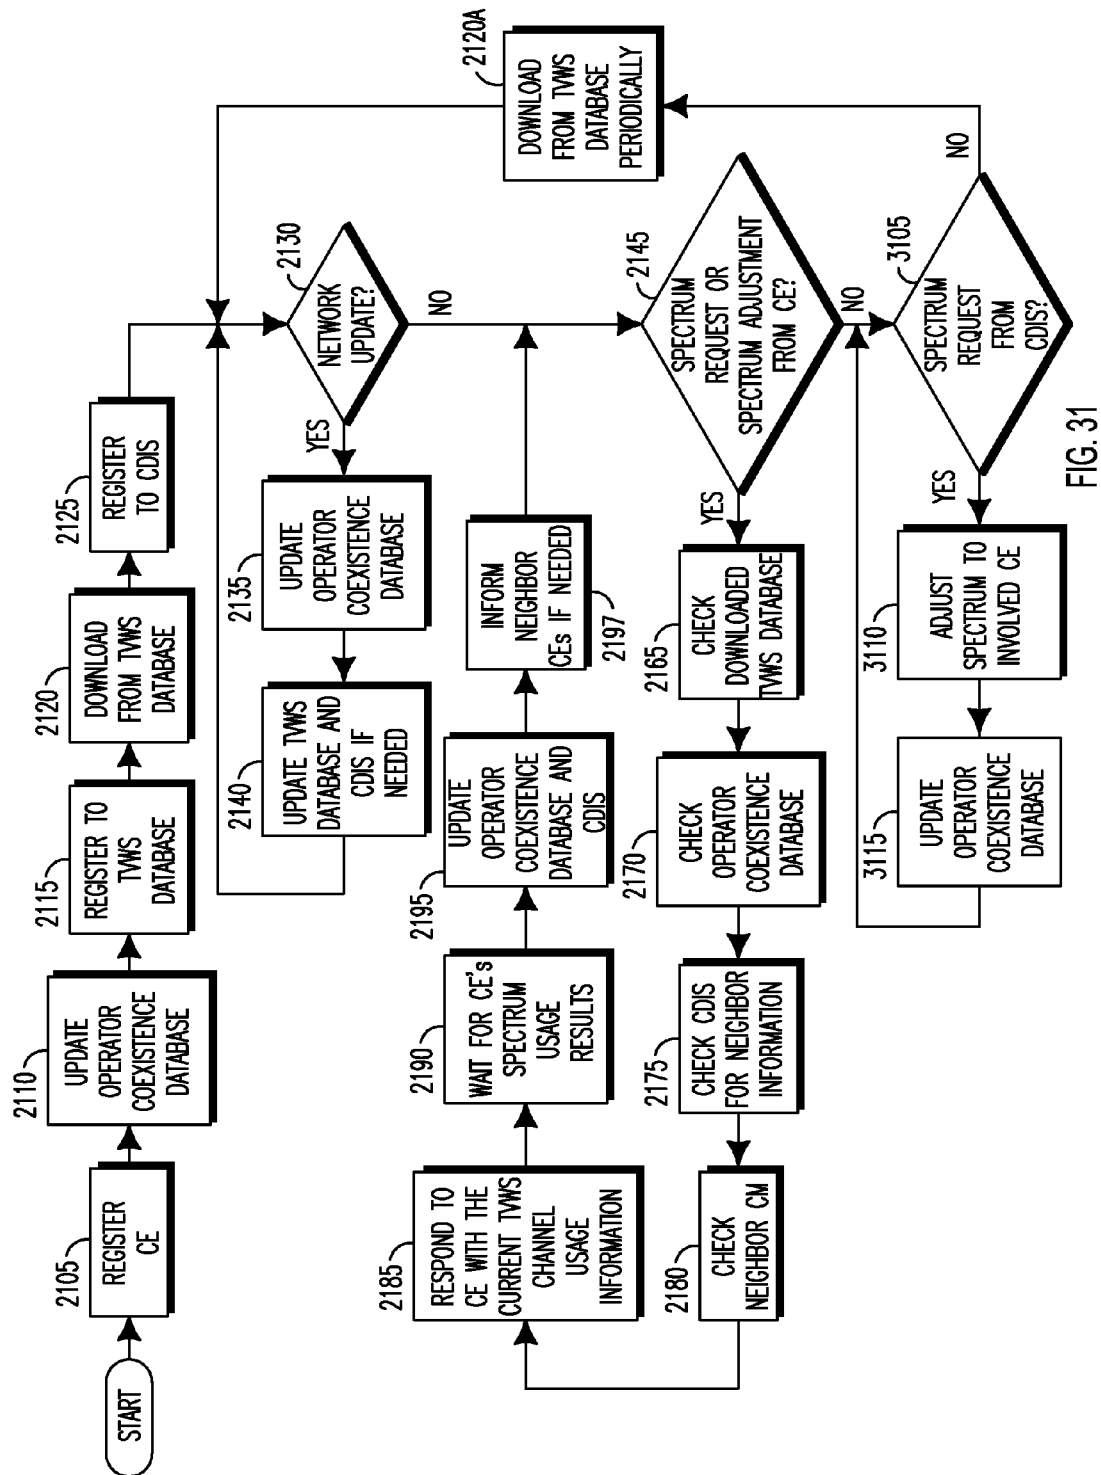 START
2105
REGISTER
CE
2110
UPDATE
OPERATOR
COEXISTENCE
DATABASE
2115
REGISTER TO
TVWS
DATABASE
2120
DOWNLOAD
FROM TVWS
DATABASE
2125
REGISTER
TO CDIS
2130
NETWORK
UPDATE?
YES
NO
2135
UPDATE
OPERATOR
COEXISTENCE
DATABASE
2140
UPDATE TVWS
DATABASE AND
CDIS IF
NEEDED
2120A
DOWNLOAD
FROM TVWS
DATABASE
PERIODICALLY
2185
RESPOND TO
CE WITH THE
CURRENT TVWS
CHANNEL
USAGE
INFORMATION
2190
WAIT FOR CE's
SPECTRUM
USAGE
RESULTS
2195
UPDATE
OPERATOR
COEXISTENCE
DATABASE AND
CDIS
INFORM
NEIGHBOR
CEs IF NEEDED
2197
2145
SPECTRUM
REQUEST OR
SPECTRUM ADJUSTMENT
FROM CE?
YES
NO
2165
CHECK
DOWNLOADED
TVWS DATABASE
2170
CHECK
OPERATOR
COEXISTENCE
DATABASE
2175
CHECK CDIS
FOR NEIGHBOR
INFORMATION
2180
CHECK
NEIGHBOR CM
3105
SPECTRUM
REQUEST
FROM
CDIS?
NO
YES
3110
ADJUST
SPECTRUM TO
INVOLVED CE
3115
UPDATE
OPERATOR
COEXISTENCE
DATABASE
FIG. 31